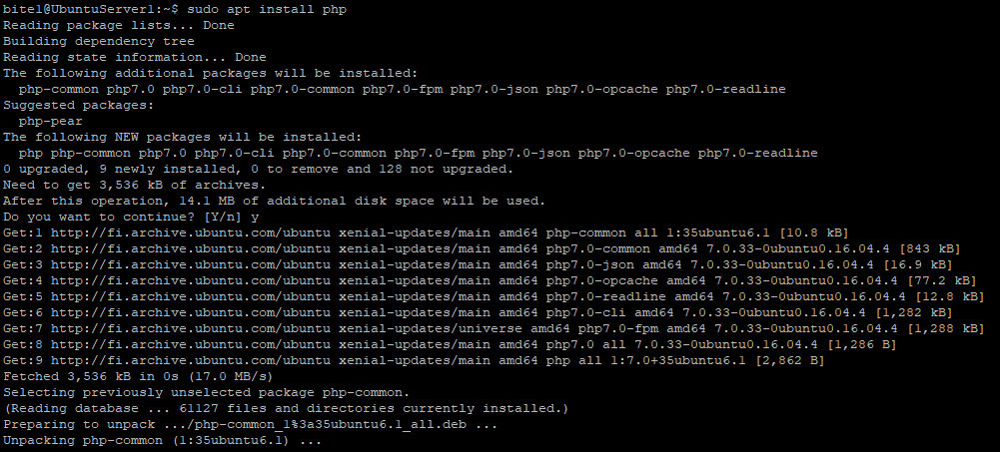 bite1@UbuntuServer1:~$ sudo apt install php
Reading package lists... Done
Building dependency tree
Reading state information... Done
The following additional packages will be installed:
  php-common php7.0 php7.0-cli php7.0-common php7.0-fpm php7.0-json php7.0-opcache php7.0-readline
Suggested packages:
  php-pear
The following NEW packages will be installed:
  php php-common php7.0 php7.0-cli php7.0-common php7.0-fpm php7.0-json php7.0-opcache php7.0-readline
0 upgraded, 9 newly installed, 0 to remove and 128 not upgraded.
Need to get 3,536 kB of archives.
After this operation, 14.1 MB of additional disk space will be used.
Do you want to continue? [Y/n] y
Get:1 http://fi.archive.ubuntu.com/ubuntu xenial-updates/main amd64 php-common all 1:35ubuntu6.1 [10.8 kB]
Get:2 http://fi.archive.ubuntu.com/ubuntu xenial-updates/main amd64 php7.0-common amd64 7.0.33-0ubuntu0.16.04.4 [843 kB]
Get:3 http://fi.archive.ubuntu.com/ubuntu xenial-updates/main amd64 php7.0-json amd64 7.0.33-0ubuntu0.16.04.4 [16.9 kB]
Get:4 http://fi.archive.ubuntu.com/ubuntu xenial-updates/main amd64 php7.0-opcache amd64 7.0.33-0ubuntu0.16.04.4 [77.2 kB]
Get:5 http://fi.archive.ubuntu.com/ubuntu xenial-updates/main amd64 php7.0-readline amd64 7.0.33-0ubuntu0.16.04.4 [12.8 kB]
Get:6 http://fi.archive.ubuntu.com/ubuntu xenial-updates/main amd64 php7.0-cli amd64 7.0.33-0ubuntu0.16.04.4 [1,282 kB]
Get:7 http://fi.archive.ubuntu.com/ubuntu xenial-updates/universe amd64 php7.0-fpm amd64 7.0.33-0ubuntu0.16.04.4 [1,288 kB]
Get:8 http://fi.archive.ubuntu.com/ubuntu xenial-updates/main amd64 php7.0 all 7.0.33-0ubuntu0.16.04.4 [1,286 B]
Get:9 http://fi.archive.ubuntu.com/ubuntu xenial-updates/main amd64 php all 1:7.0+35ubuntu6.1 [2,862 B]
Fetched 3,536 kB in 0s (17.0 MB/s)
Selecting previously unselected package php-common.
(Reading database ... 61127 files and directories currently installed.)
Preparing to unpack .../php-common_1%3a35ubuntu6.1_all.deb ...
Unpacking php-common (1:35ubuntu6.1) ...